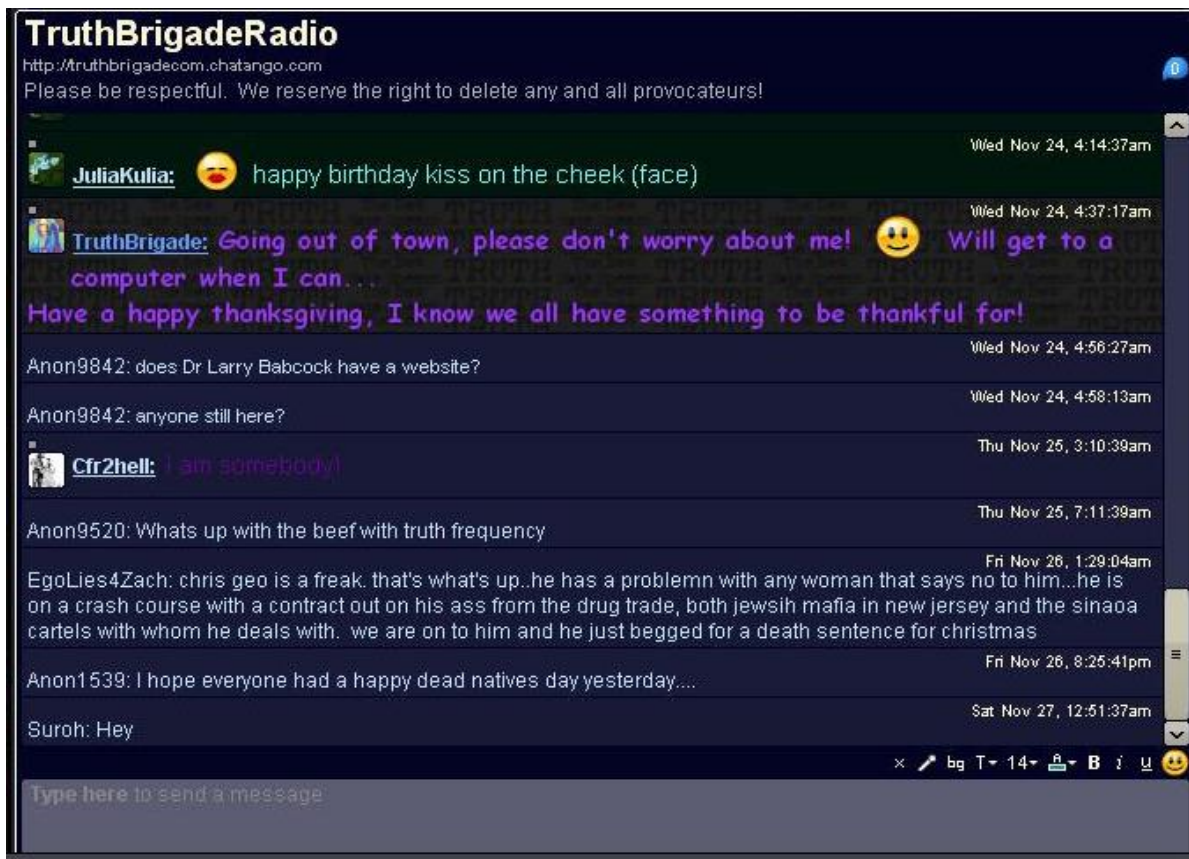 TruthBrigadeRadio
http://truthbrigadecom.chatango.com
0
Please be respectful. We reserve the right to delete any and all provocateurs!
Wed Nov 24, 4:14:37am
JuliaKulia: happy birthday kiss on the cheek (face)
Wed Nov 24, 4:37:17am
TruthBrigade: Going out of town, please don't worry about me! Will get to a
computer when I can...
Have a happy thanksgiving, I know we all have something to be thankful for!
Wed Nov 24, 4:56:27am
Anon9842: does Dr Larry Babcock have a website?
Wed Nov 24, 4:58:13am
Anon9842: anyone still here?
Thu Nov 25, 3:10:39am
Cfr2hell: I am somebody!
Thu Nov 25, 7:11:39am
Anon9520: Whats up with the beef with truth frequency
Fri Nov 26, 1:29:04am
EgoLies4Zach: chris geo is a freak. that's what's up..he has a problemn with any woman that says no to him...he is
on a crash course with a contract out on his ass from the drug trade, both jewsih mafia in new jersey and the sinaoa
cartels with whom he deals with. we are on to him and he just begged for a death sentence for christmas
Fri Nov 26, 8:25:41pm
Anon1539: I hope everyone had a happy dead natives day yesterday....
Sat Nov 27, 12:51:37am
Suroh: Hey
× bg T 14 A B i u
Type here to send a message